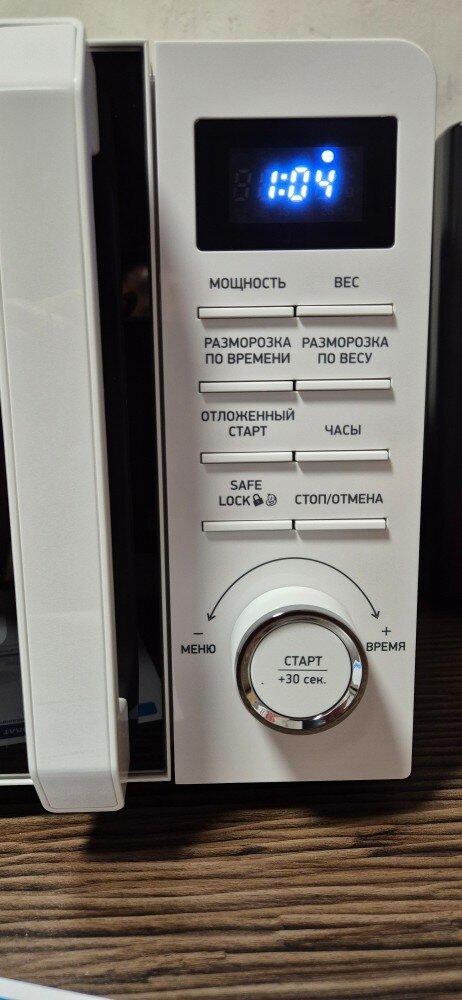 1:04
МОЩНОСТЬ ВЕС
РАЗМОРОЗКА ПО ВРЕМЕНИ
РАЗМОРОЗКА ПО ВЕСУ
ОТЛОЖЕННЫЙ СТАРТ
ЧАСЫ
SAFE LOCK
СТОП/ОТМЕНА
−
МЕНЮ
+
ВРЕМЯ
СТАРТ
+30 сек.